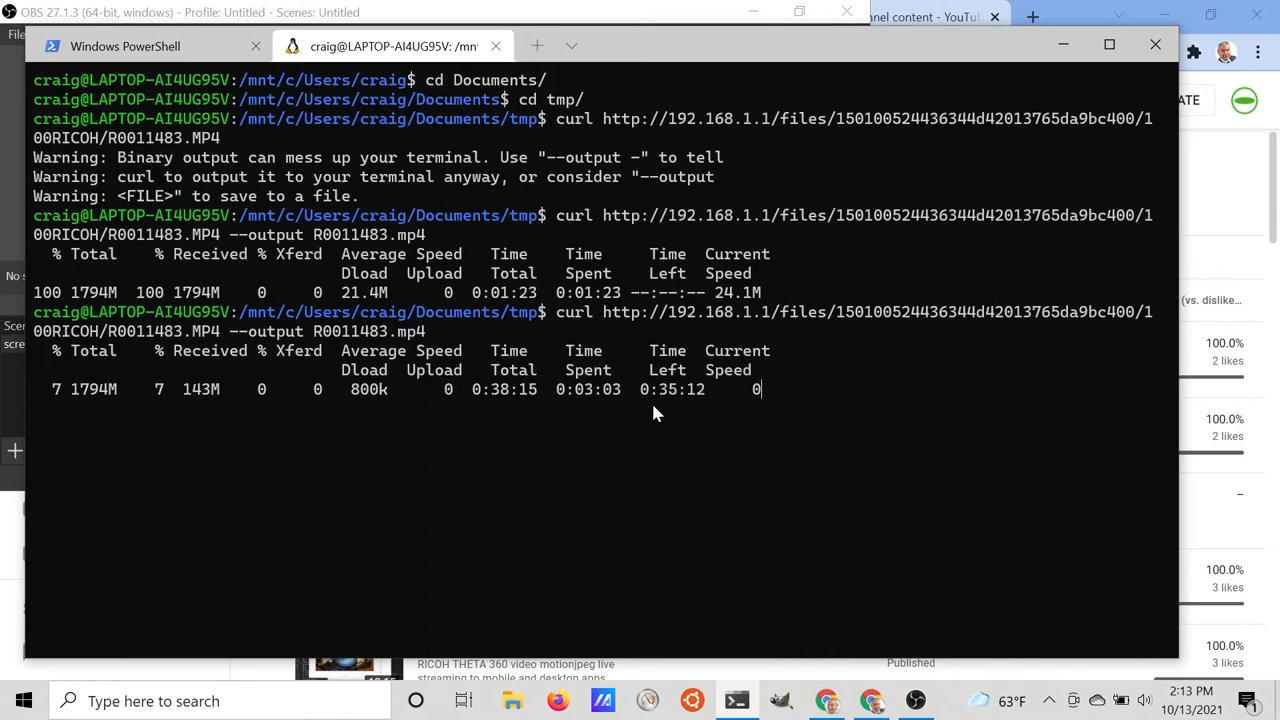 OBS 27.1.3 (64-bit, windows) - Profile: Untitled - Scenes: Untitled
nnel content - YouTu
File
Windows PowerShell
craig@LAPTOP-AI4UG95V: /mnt
craig@LAPTOP-AI4UG95V:/mnt/c/Users/craig$ cd Documents/
craig@LAPTOP-AI4UG95V:/mnt/c/Users/craig/Documents$ cd tmp/
craig@LAPTOP-AI4UG95V:/mnt/c/Users/craig/Documents/tmp$ curl http://192.168.1.1/files/150100524436344d42013765da9bc400/1
00RICOH/R0011483.MP4
Warning: Binary output can mess up your terminal. Use "--output -" to tell
Warning: curl to output it to your terminal anyway, or consider "--output
Warning: <FILE>" to save to a file.
craig@LAPTOP-AI4UG95V:/mnt/c/Users/craig/Documents/tmp$ curl http://192.168.1.1/files/150100524436344d42013765da9bc400/1
00RICOH/R0011483.MP4 --output R0011483.mp4
% Total % Received % Xferd Average Speed Time Time Time Current
Dload Upload Total Spent Left Speed
100 1794M 100 1794M 0 0 21.4M 0 0:01:23 0:01:23 --:--:-- 24.1M
craig@LAPTOP-AI4UG95V:/mnt/c/Users/craig/Documents/tmp$ curl http://192.168.1.1/files/150100524436344d42013765da9bc400/1
00RICOH/R0011483.MP4 --output R0011483.mp4
% Total % Received % Xferd Average Speed Time Time Time Current
Dload Upload Total Spent Left Speed
7 1794M 7 143M 0 0 800k 0 0:38:15 0:03:03 0:35:12 0
ATE
No s
Scen
scre
(vs. dislike...
100.0%
2 likes
100.0%
2 likes
–
100.0%
3 likes
100.0%
3 likes
RICOH THETA 360 video motionjpeg live
streaming to mobile and desktop apps
Published
Type here to search
63°F
2:13 PM
10/13/2021
1